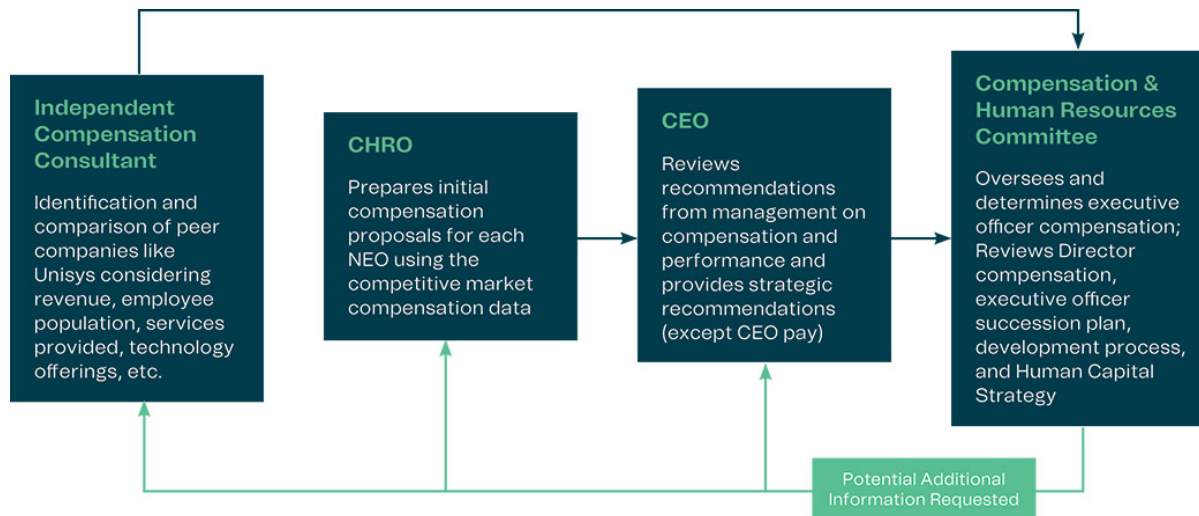 Independent
Compensation
Consultant
Identification and
comparison of peer
companies like
Unisys considering
revenue, employee
population, services
provided, technology
offerings, etc.
CHRO
Prepares initial
compensation
proposals for each
NEO using the
competitive market
compensation data
CEO
Reviews
recommendations
from management on
compensation and
performance and
provides strategic
recommendations
(except CEO pay)
Compensation &
Human Resources
Committee
Oversees and
determines executive
officer compensation;
Reviews Director
compensation,
executive officer
succession plan,
development process,
and Human Capital
Strategy
Potential Additional
Information Requested